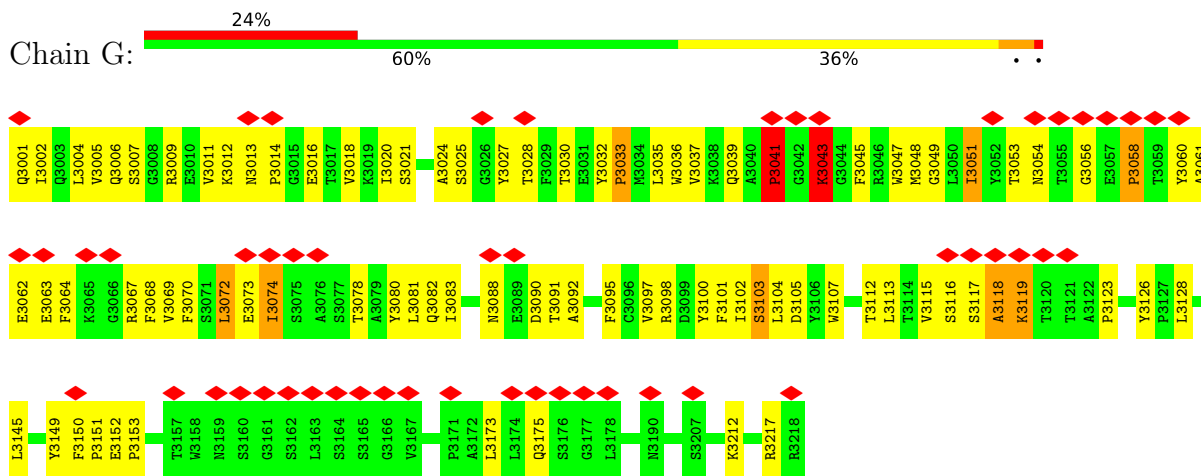 24%
Chain G:
60% 36% • •
Q3001 I3002 Q3003 L3004 V3005 Q3006 S3007 G3008 R3009 E3010 V3011 K3012 N3013 P3014 G3015 E3016 T3017 V3018 K3019 I3020 S3021 A3024 S3025 G3026 Y3027 T3028 F3029 T3030 E3031 Y3032 P3033 M3034 L3035 W3036 V3037 K3038 Q3039 A3040 P3041 G3042 K3043 G3044 F3045 R3046 W3047 M3048 G3049 L3050 I3051 Y3052 T3053 N3054 T3055 G3056 E3057 P3058 T3059 Y3060 A3061
E3062 E3063 F3064 K3065 G3066 R3067 F3068 V3069 F3070 S3071 L3072 E3073 I3074 S3075 A3076 S3077 T3078 A3079 Y3080 L3081 Q3082 I3083 N3088 E3089 D3090 T3091 A3092 F3095 C3096 V3097 R3098 D3099 Y3100 F3101 I3102 S3103 L3104 D3105 Y3106 W3107 T3112 L3113 T3114 V3115 S3116 S3117 A3118 K3119 T3120 T3121 A3122 P3123 Y3126 P3127 L3128
L3145 Y3149 F3150 P3151 E3152 P3153 T3157 W3158 N3159 S3160 G3161 S3162 L3163 S3164 S3165 G3166 V3167 P3171 A3172 L3173 L3174 Q3175 S3176 G3177 L3178 N3190 S3207 K3212 R3217 R3218